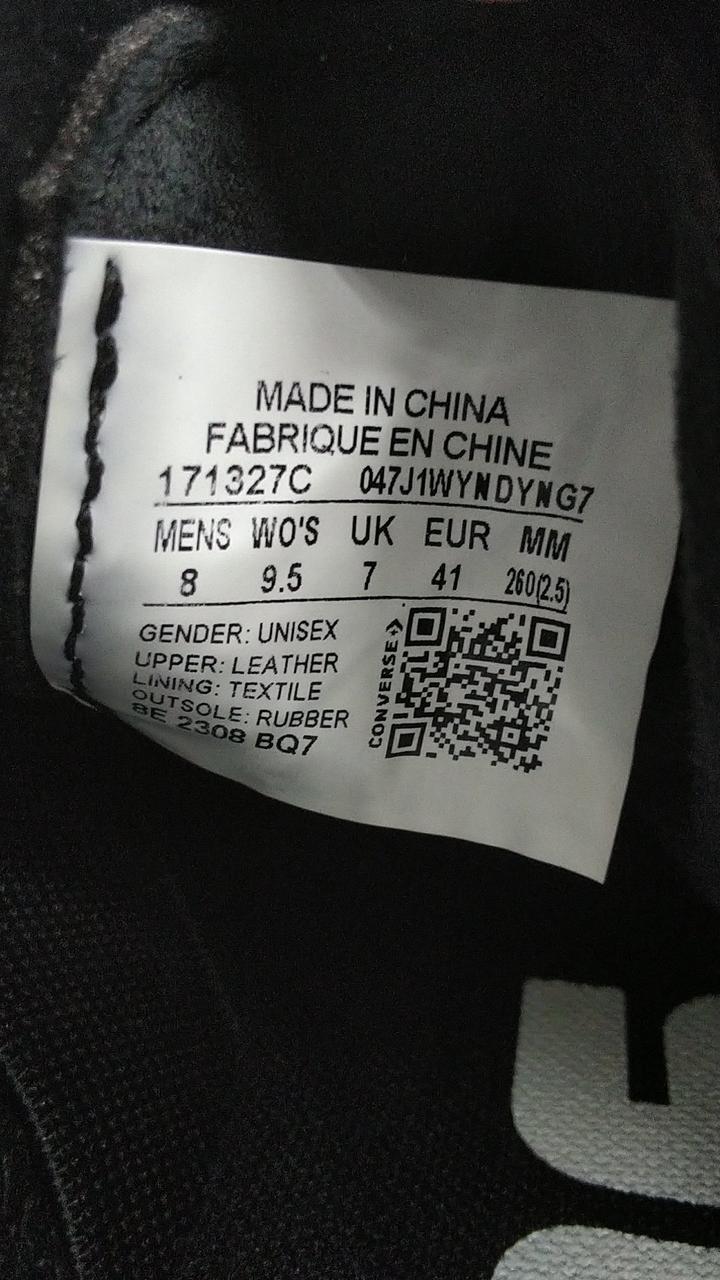 MADE IN CHINA
FABRIQUE EN CHINE
171327C 047J1WYNDYNG7
MENS WO'S UK EUR MM
8 9.5 7 41 260(2.5)
GENDER: UNISEX
UPPER: LEATHER
LINING: TEXTILE
OUTSOLE: RUBBER
8E 2308 BQ7
CONVERSE